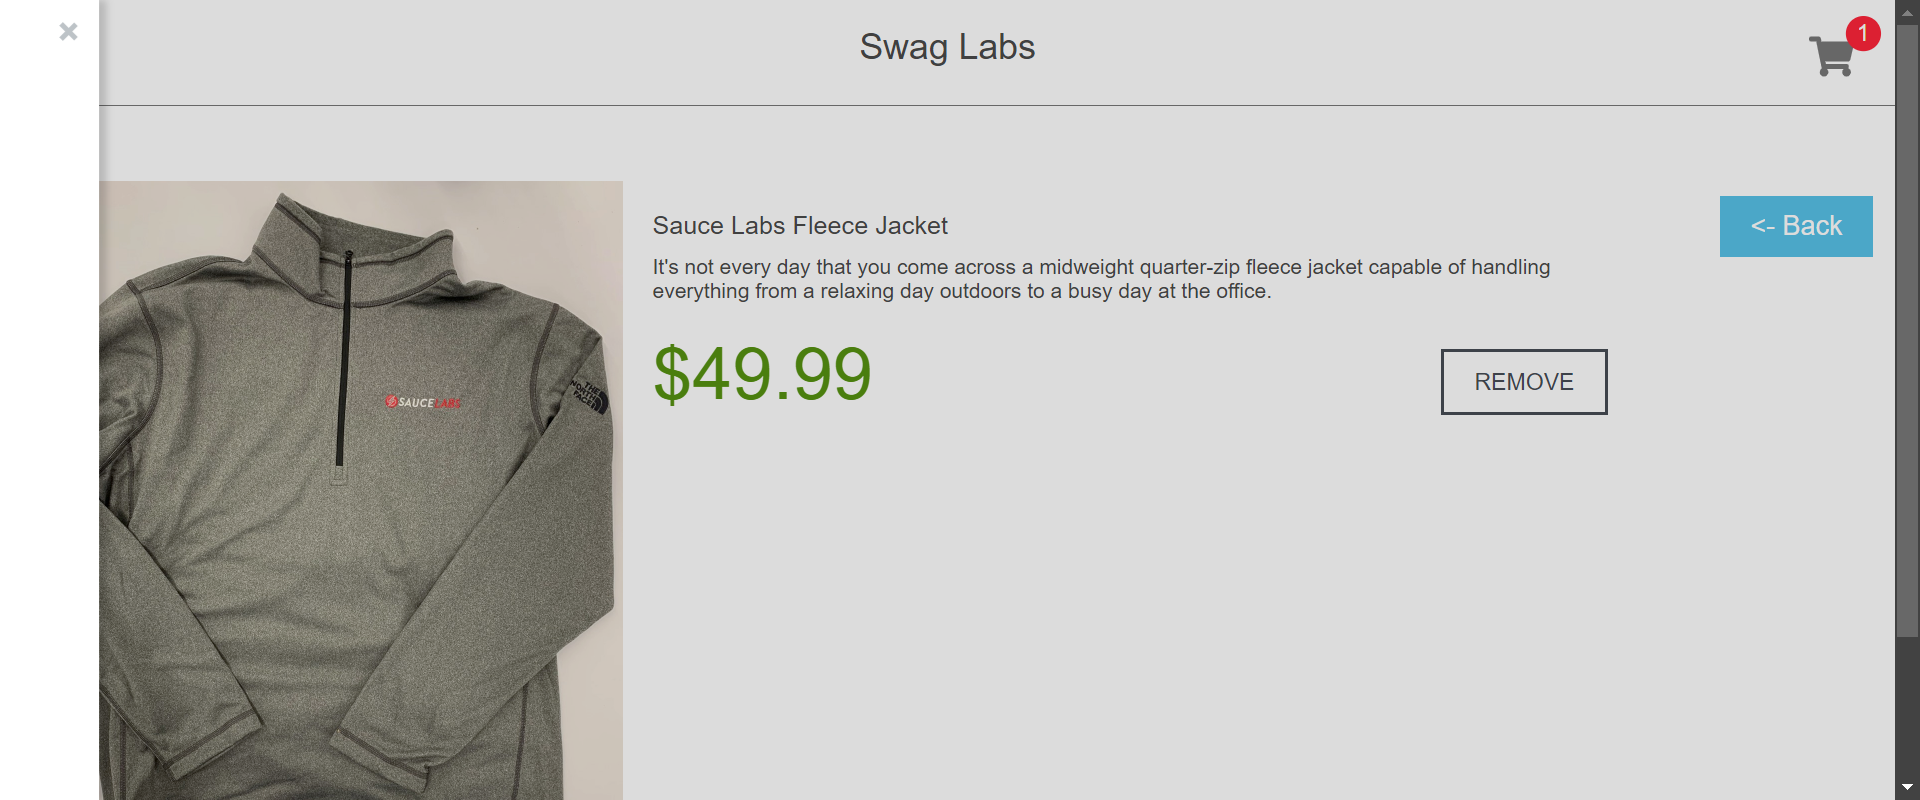 Swag Labs
1
Sauce Labs Fleece Jacket
<- Back
It's not every day that you come across a midweight quarter-zip fleece jacket capable of handling
everything from a relaxing day outdoors to a busy day at the office.
$49.99
REMOVE
SAUCELABS
THE
NORTH
FACE